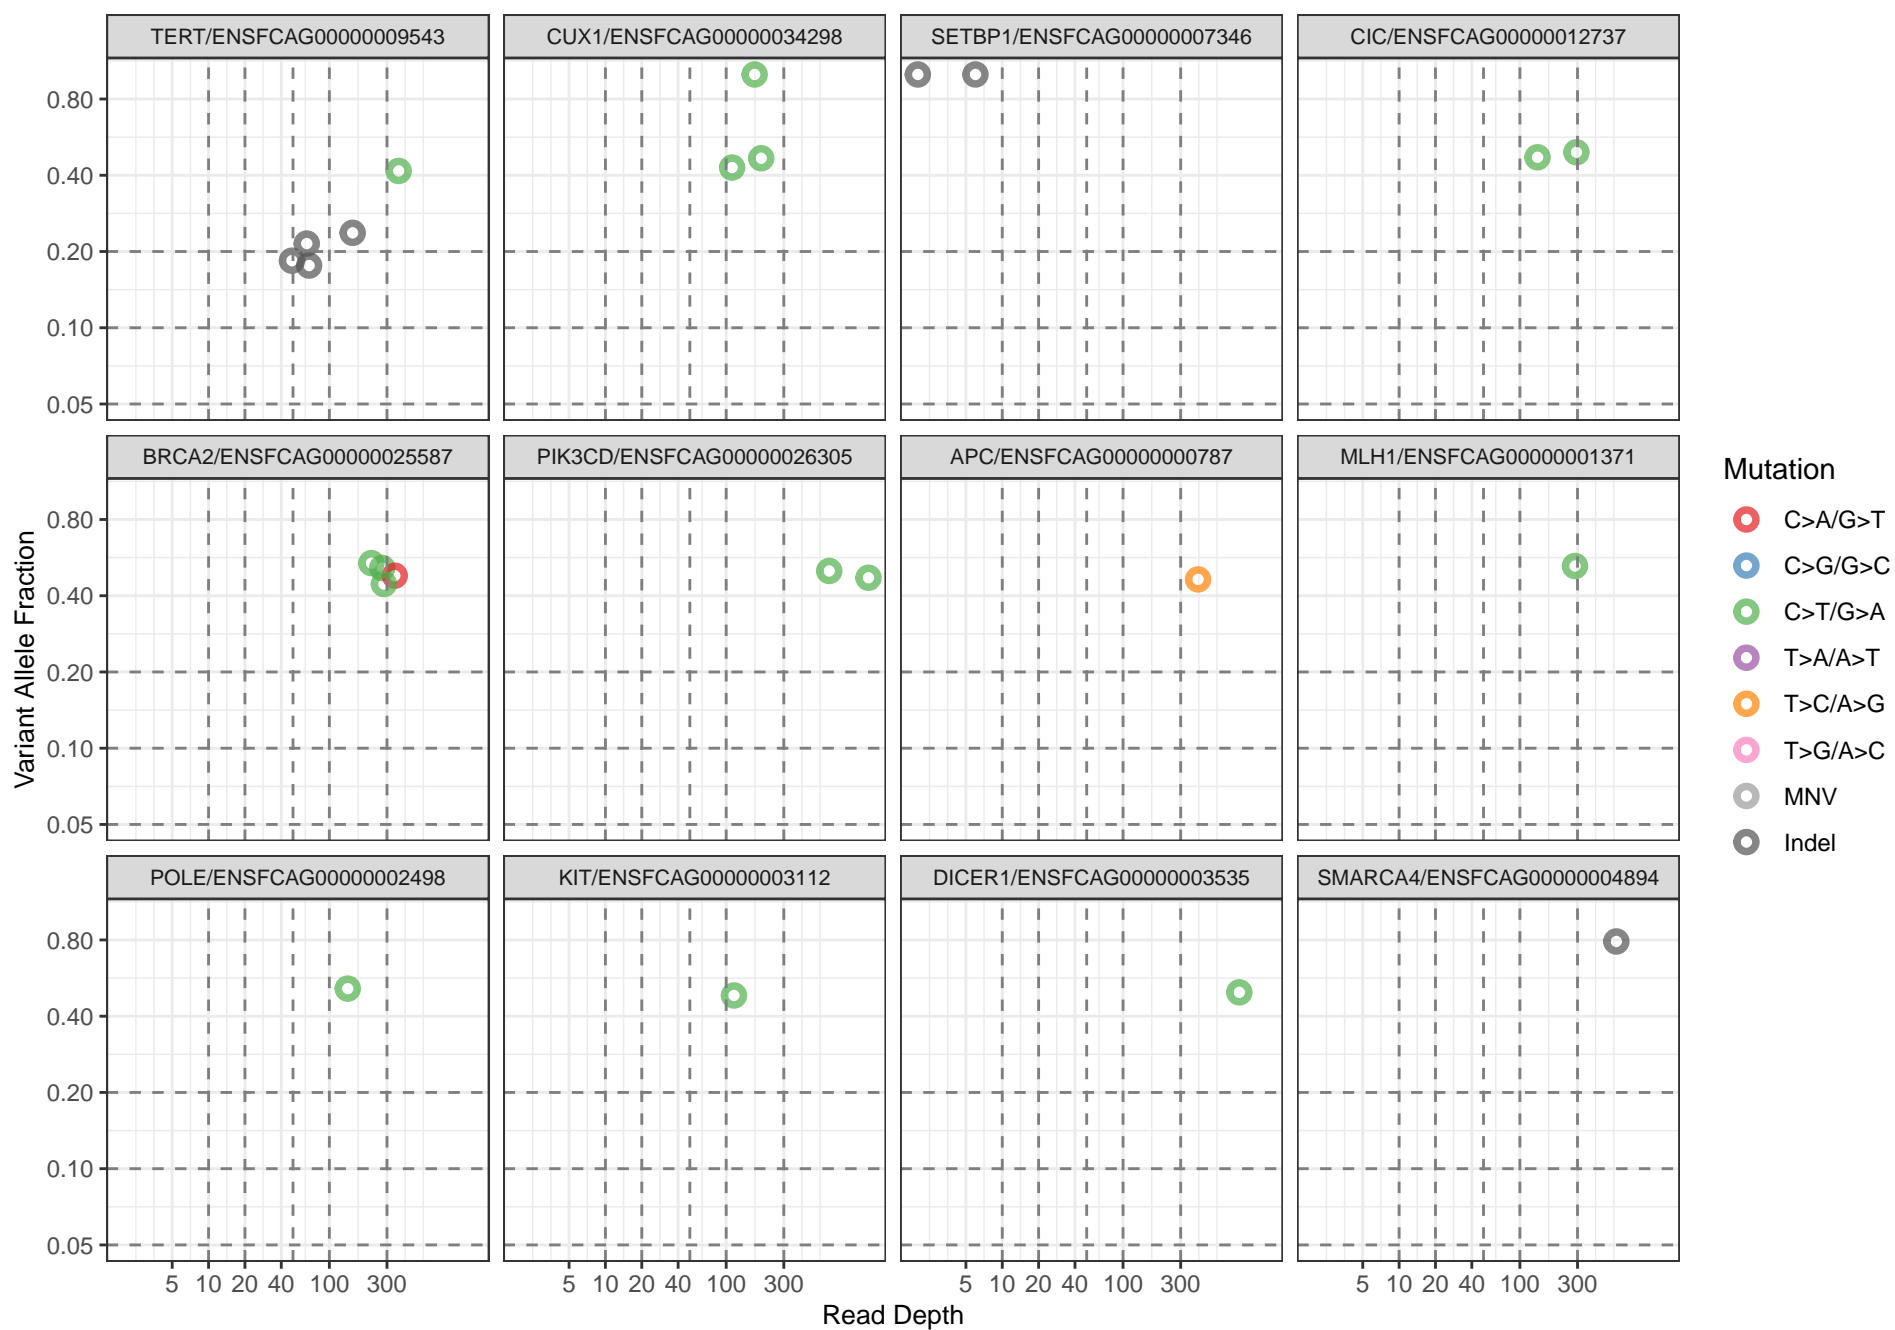 TERT/ENSFCAG00000009543
CUX1/ENSFCAG00000034298
SETBP1/ENSFCAG00000007346
CIC/ENSFCAG00000012737
0.80
0.40
0.20
0.10
0.05
BRCA2/ENSFCAG00000025587
PIK3CD/ENSFCAG00000026305
APC/ENSFCAG00000000787
MLH1/ENSFCAG00000001371
0.80
0.40
0.20
0.10
0.05
POLE/ENSFCAG00000002498
KIT/ENSFCAG00000003112
DICER1/ENSFCAG00000003535
SMARCA4/ENSFCAG00000004894
0.80
0.40
0.20
0.10
0.05
5 10 20 40 100 300
5 10 20 40 100 300
5 10 20 40 100 300
5 10 20 40 100 300
Read Depth
Variant Allele Fraction
Mutation
C>A/G>T
C>G/G>C
C>T/G>A
T>A/A>T
T>C/A>G
T>G/A>C
MNV
Indel